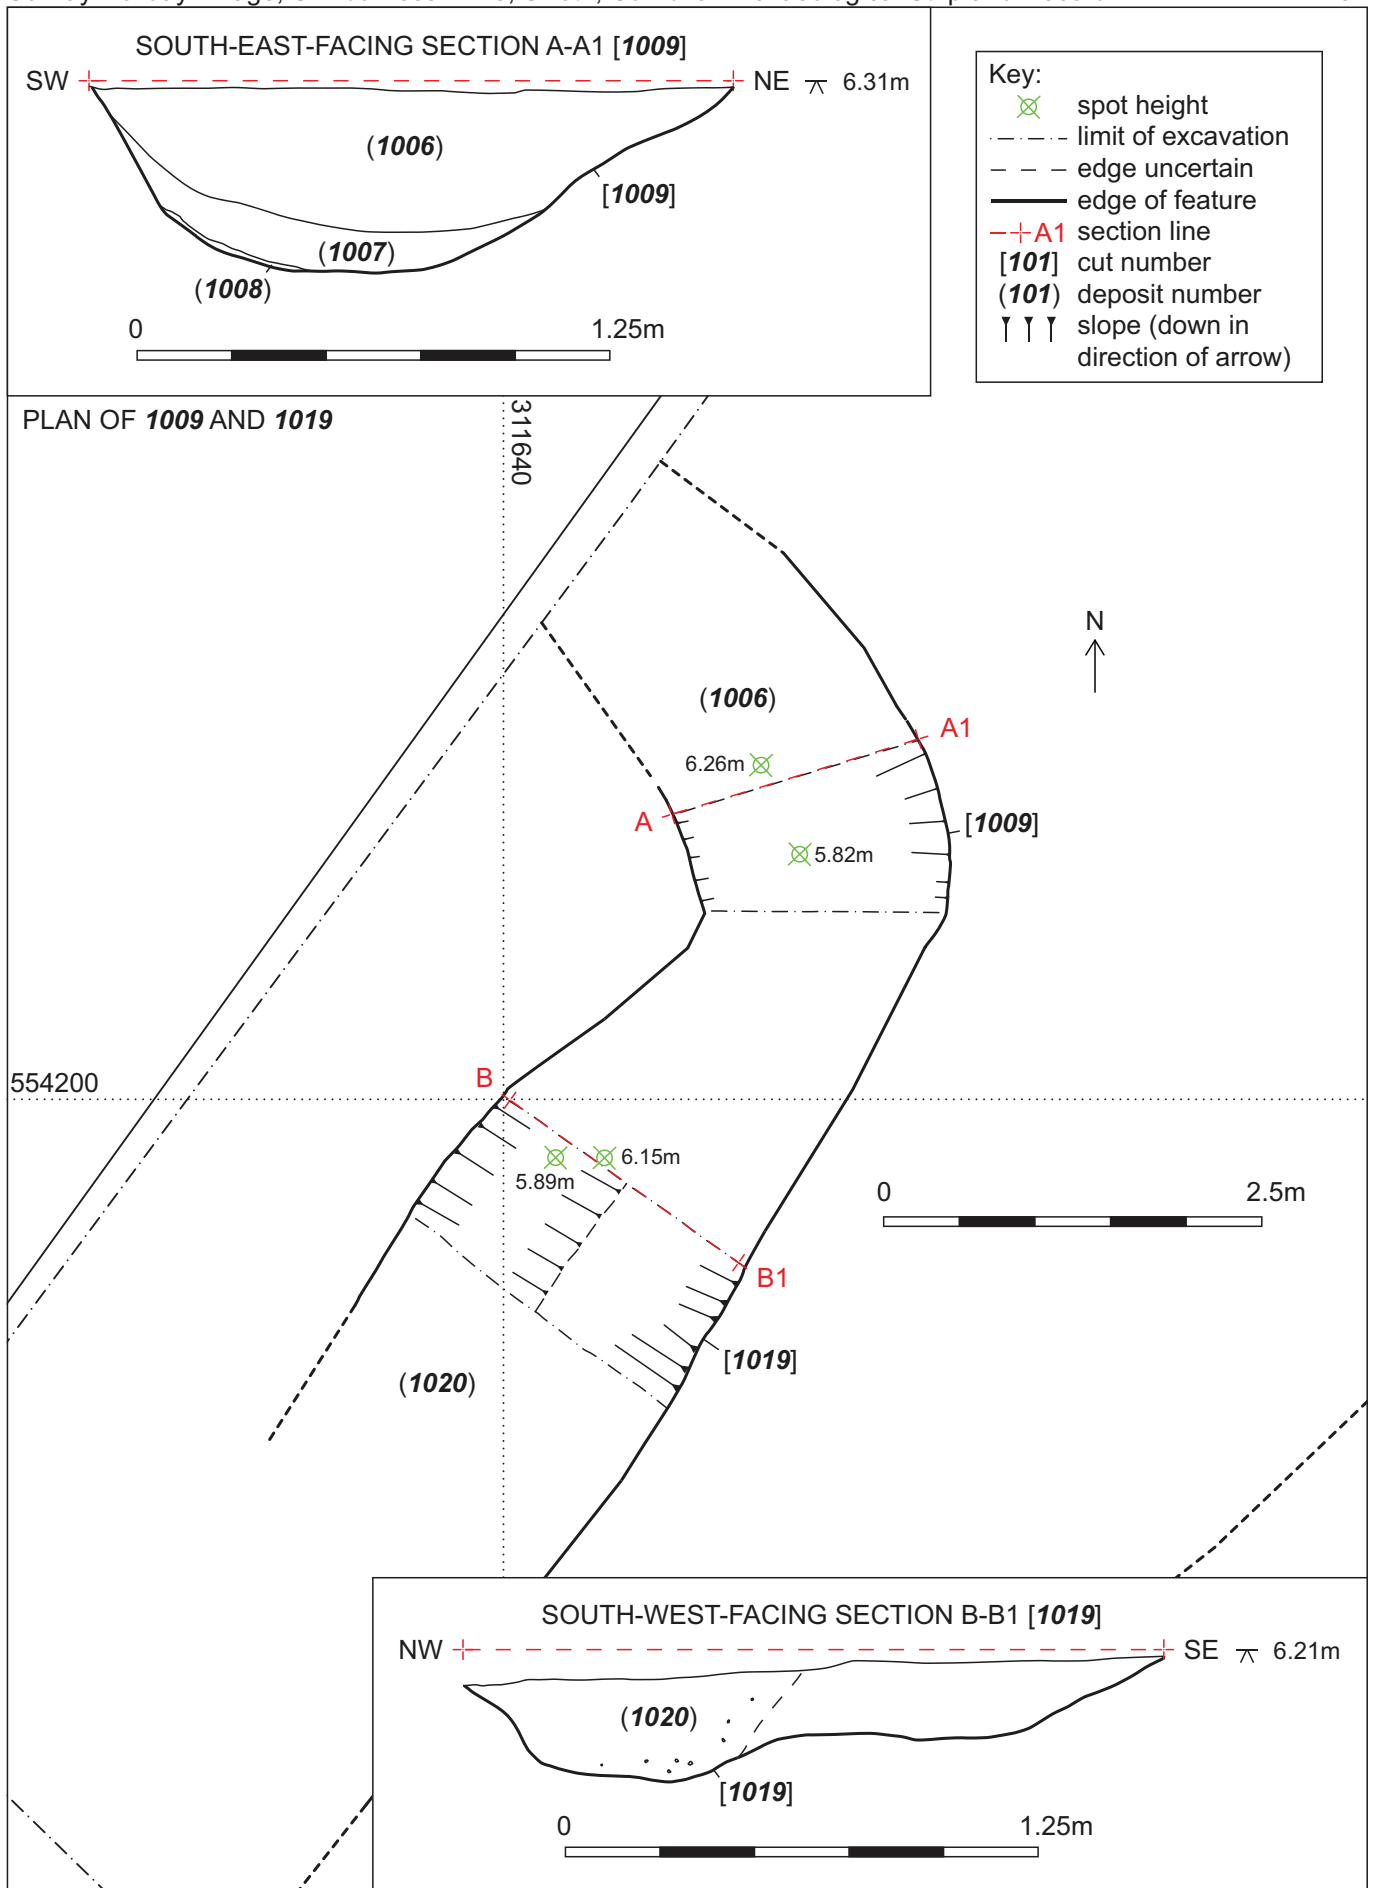 SOUTH-EAST-FACING SECTION A-A1 [1009]
SW
NE
6.31m
(1006)
[1009]
(1007)
(1008)
0
1.25m
Key:
spot height
limit of excavation
edge uncertain
edge of feature
A1 section line
[101] cut number
(101) deposit number
slope (down in
direction of arrow)
PLAN OF 1009 AND 1019
311640
N
(1006)
A1
6.26m
A
[1009]
5.82m
554200
B
6.15m
5.89m
0
2.5m
B1
[1019]
(1020)
SOUTH-WEST-FACING SECTION B-B1 [1019]
NW
SE
6.21m
(1020)
[1019]
0
1.25m